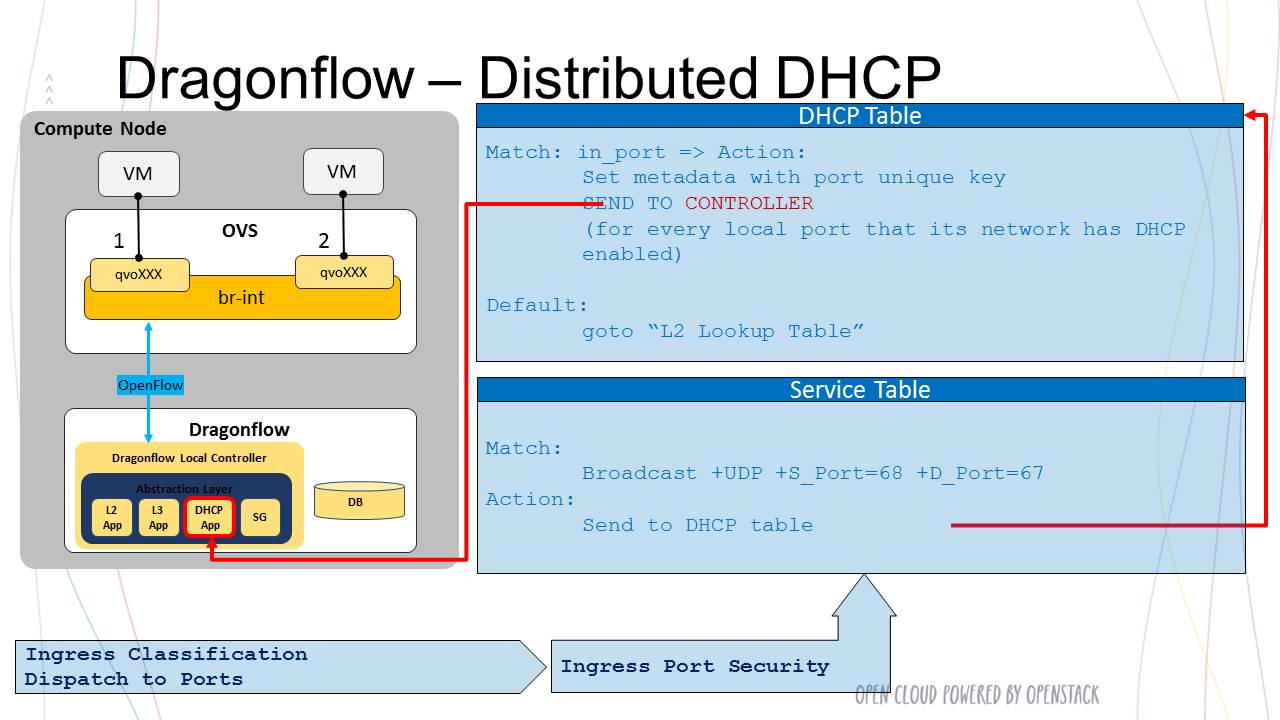 Dragonflow – Distributed DHCP
Compute Node
VM
VM
OVS
1
2
qvoXXX
qvoXXX
br-int
OpenFlow
Dragonflow
Dragonflow Local Controller
Abstraction Layer
L2
App
L3
App
DHCP
App
SG
DB
DHCP Table
Match: in_port => Action:
Set metadata with port unique key
SEND TO CONTROLLER
(for every local port that its network has DHCP
enabled)
Default:
goto “L2 Lookup Table”
Service Table
Match:
Broadcast +UDP +S_Port=68 +D_Port=67
Action:
Send to DHCP table
Ingress Classification
Dispatch to Ports
Ingress Port Security
OPEN CLOUD POWERED BY OPENSTACK